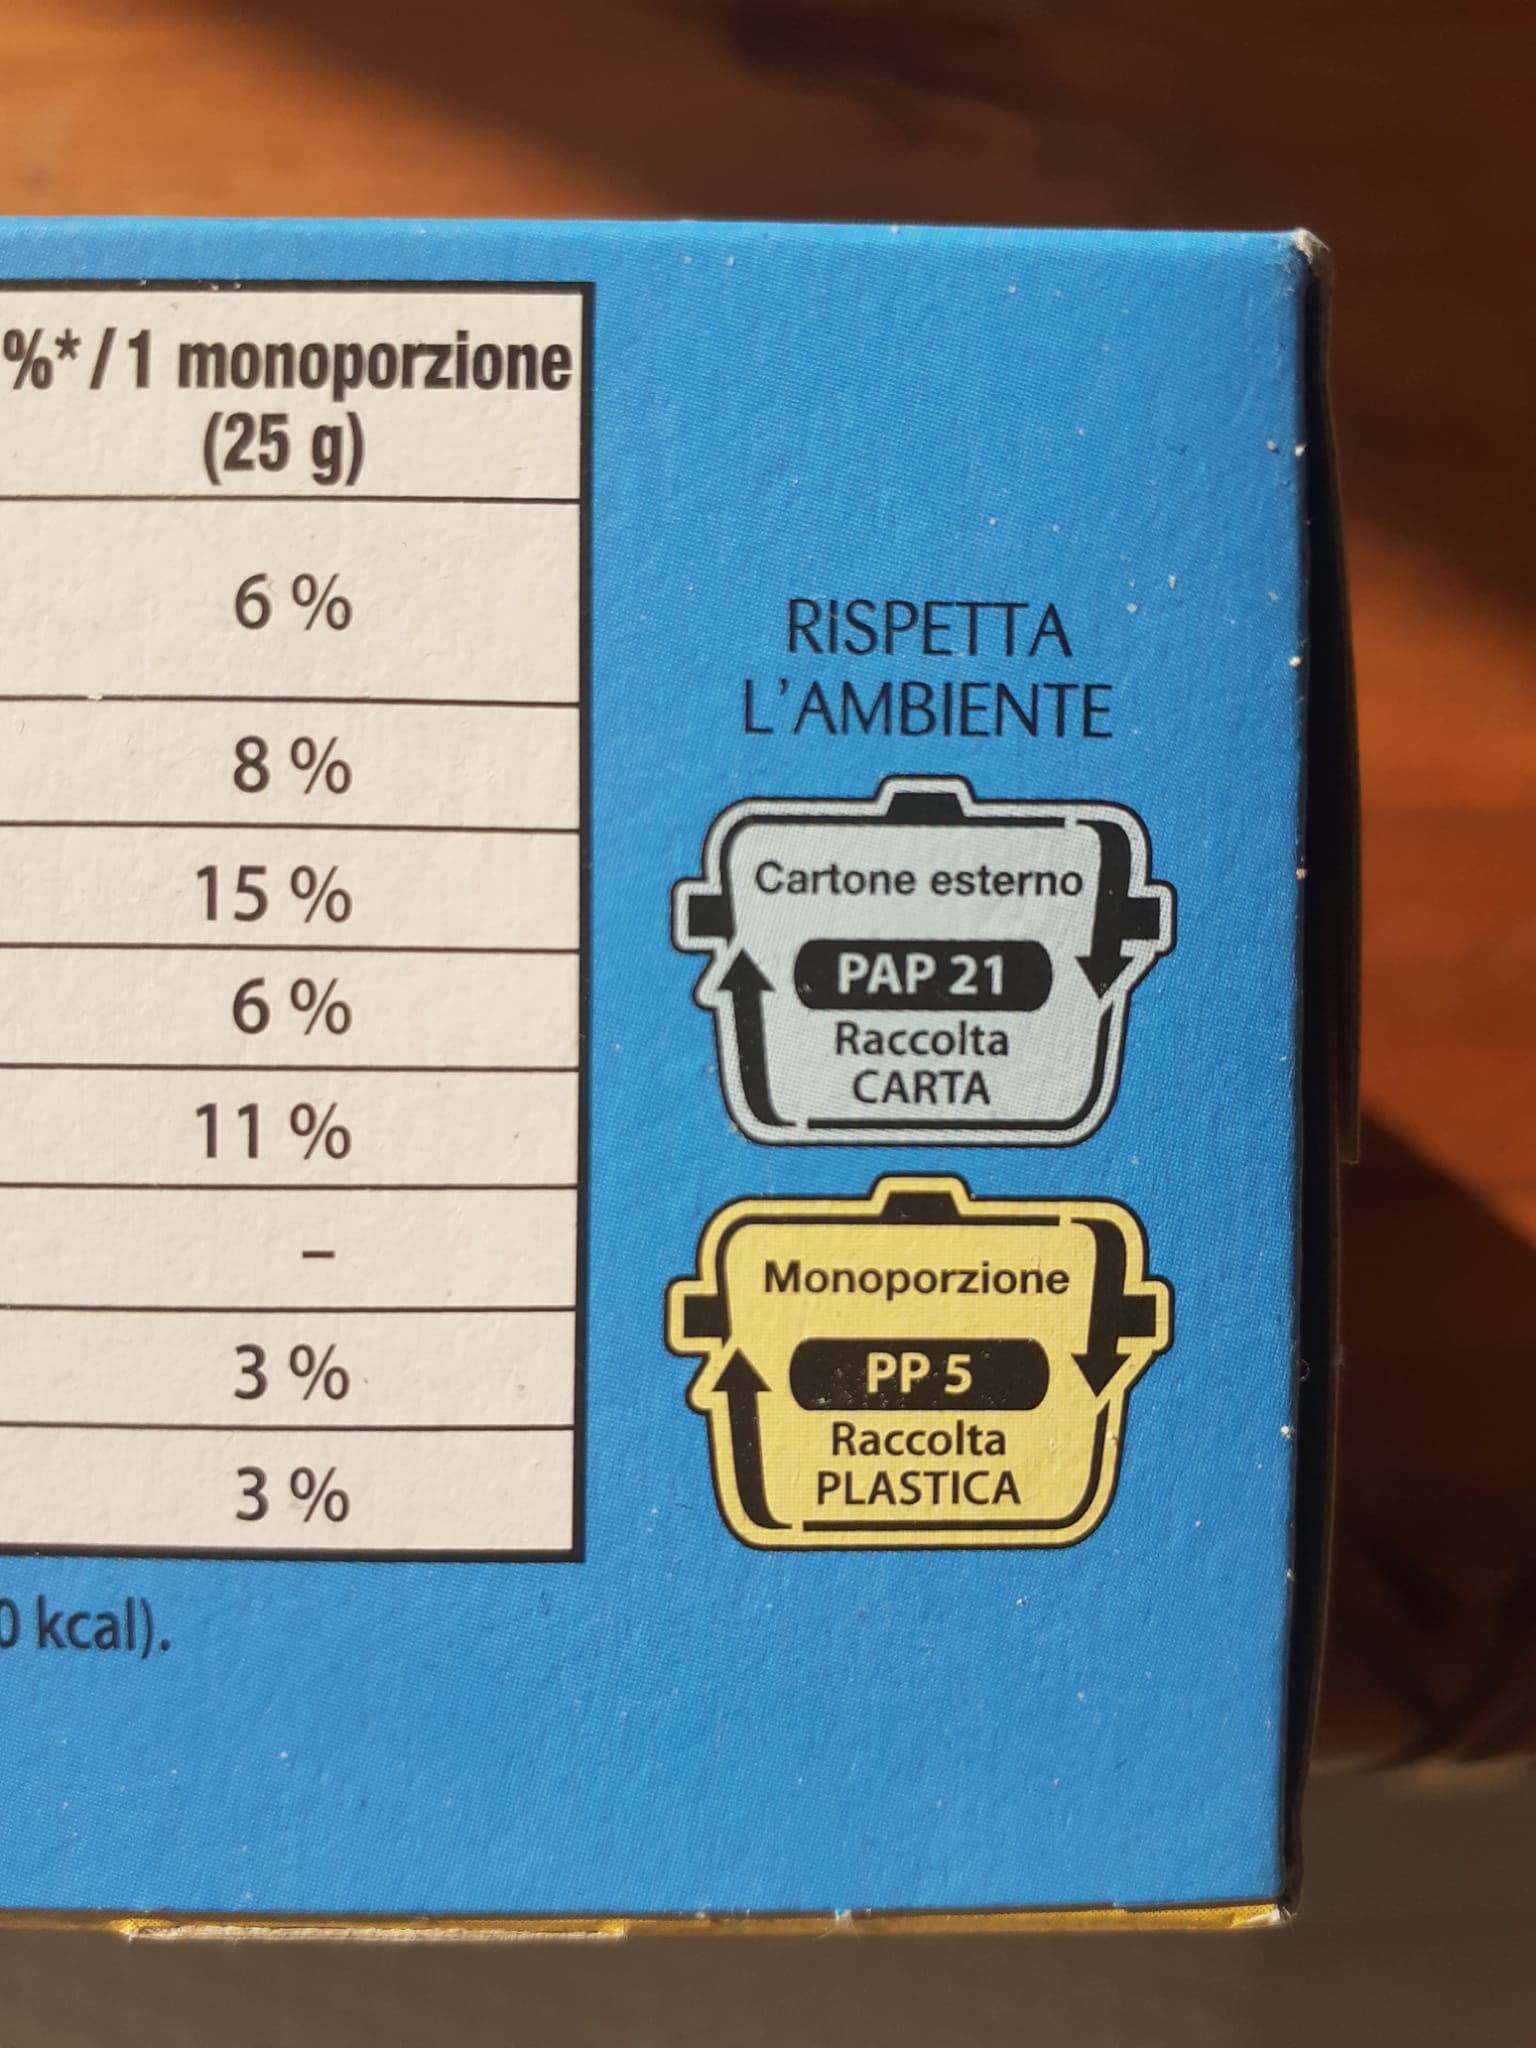 %* / 1 monoporzione
(25 g)
6 %
8 %
15 %
6 %
11 %
–
3 %
3 %
0 kcal).
RISPETTA
L'AMBIENTE
Cartone esterno
PAP 21
Raccolta
CARTA
Monoporzione
PP 5
Raccolta
PLASTICA